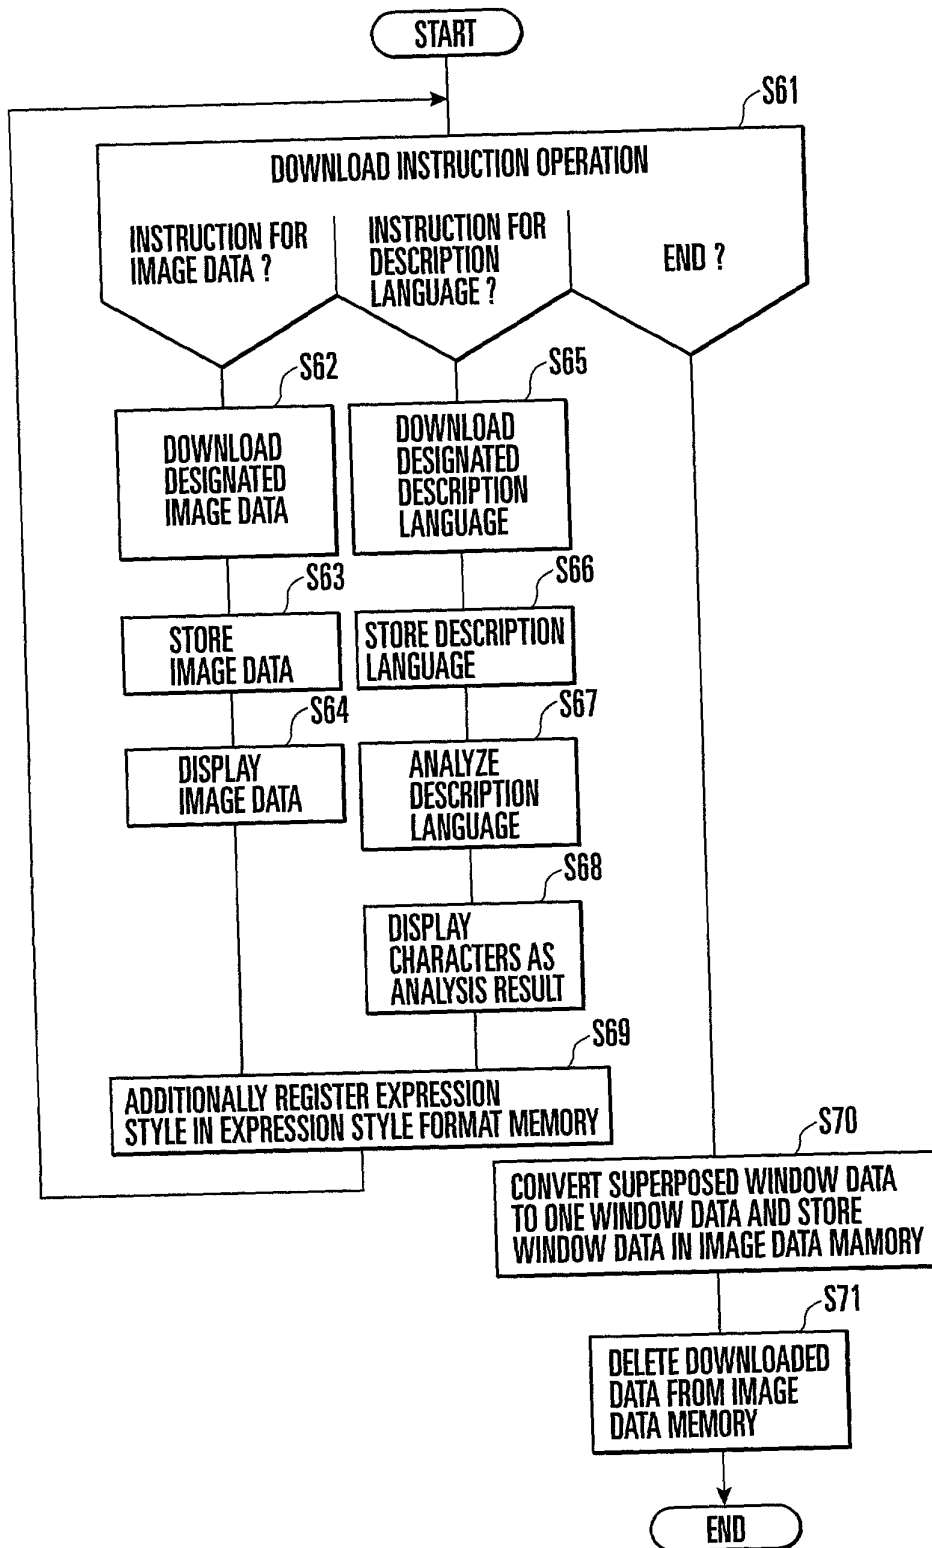 START
S61
DOWNLOAD INSTRUCTION OPERATION
INSTRUCTION FOR
IMAGE DATA ?
INSTRUCTION FOR
DESCRIPTION
LANGUAGE ?
END ?
S62
DOWNLOAD
DESIGNATED
IMAGE DATA
S65
DOWNLOAD
DESIGNATED
DESCRIPTION
LANGUAGE
S63
STORE
IMAGE DATA
S66
STORE DESCRIPTION
LANGUAGE
S64
DISPLAY
IMAGE DATA
S67
ANALYZE
DESCRIPTION
LANGUAGE
S68
DISPLAY
CHARACTERS AS
ANALYSIS RESULT
S69
ADDITIONALLY REGISTER EXPRESSION
STYLE IN EXPRESSION STYLE FORMAT MEMORY
S70
CONVERT SUPERPOSED WINDOW DATA
TO ONE WINDOW DATA AND STORE
WINDOW DATA IN IMAGE DATA MAMORY
S71
DELETE DOWNLOADED
DATA FROM IMAGE
DATA MEMORY
END